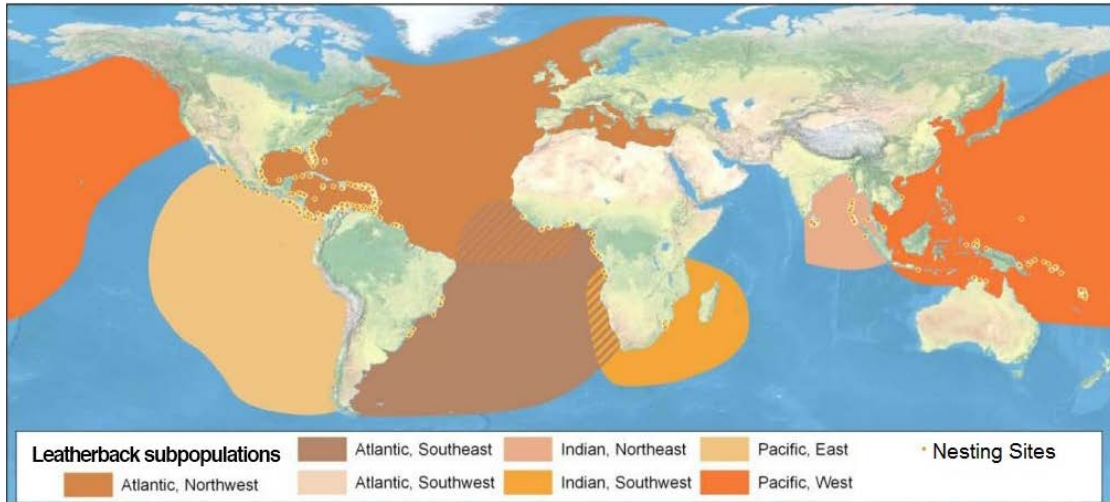 Leatherback subpopulations
Atlantic, Northwest
Atlantic, Southeast
Atlantic, Southwest
Indian, Northeast
Indian, Southwest
Pacific, East
Pacific, West
Nesting Sites